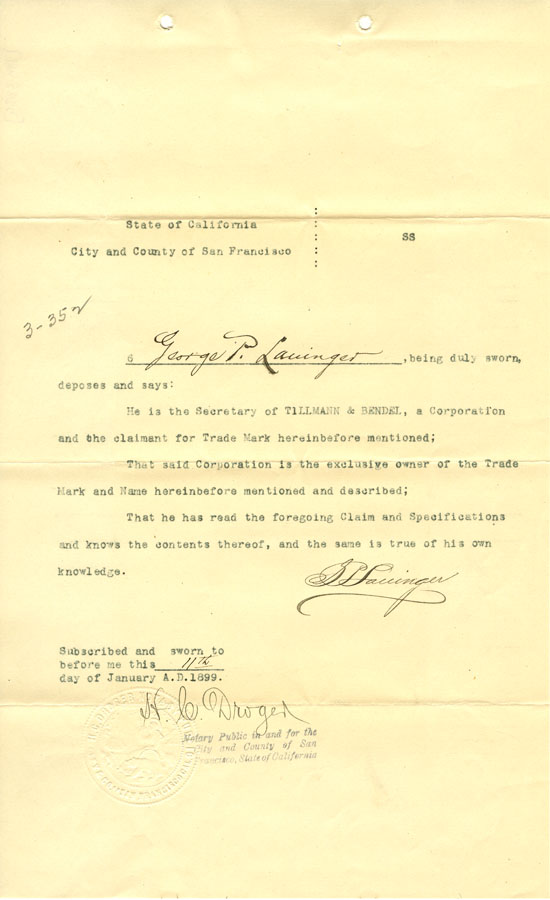 State of California
SS
City and County of San Francisco
3-352
6 George P. Lauinger, being duly sworn,
deposes and says:
He is the Secretary of TILLMANN & BENDEL, a Corporation
and the claimant for Trade Mark hereinbefore mentioned;
That said Corporation is the exclusive owner of the Trade
Mark and Name hereinbefore mentioned and described;
That he has read the foregoing Claim and Specifications
and knows the contents thereof, and the same is true of his own
knowledge.
G P Lauinger
Subscribed and sworn to
before me this 11th
day of January A.D.1899.
H. C. Droger
Notary Public in and for the
City and County of San
Francisco, State of California